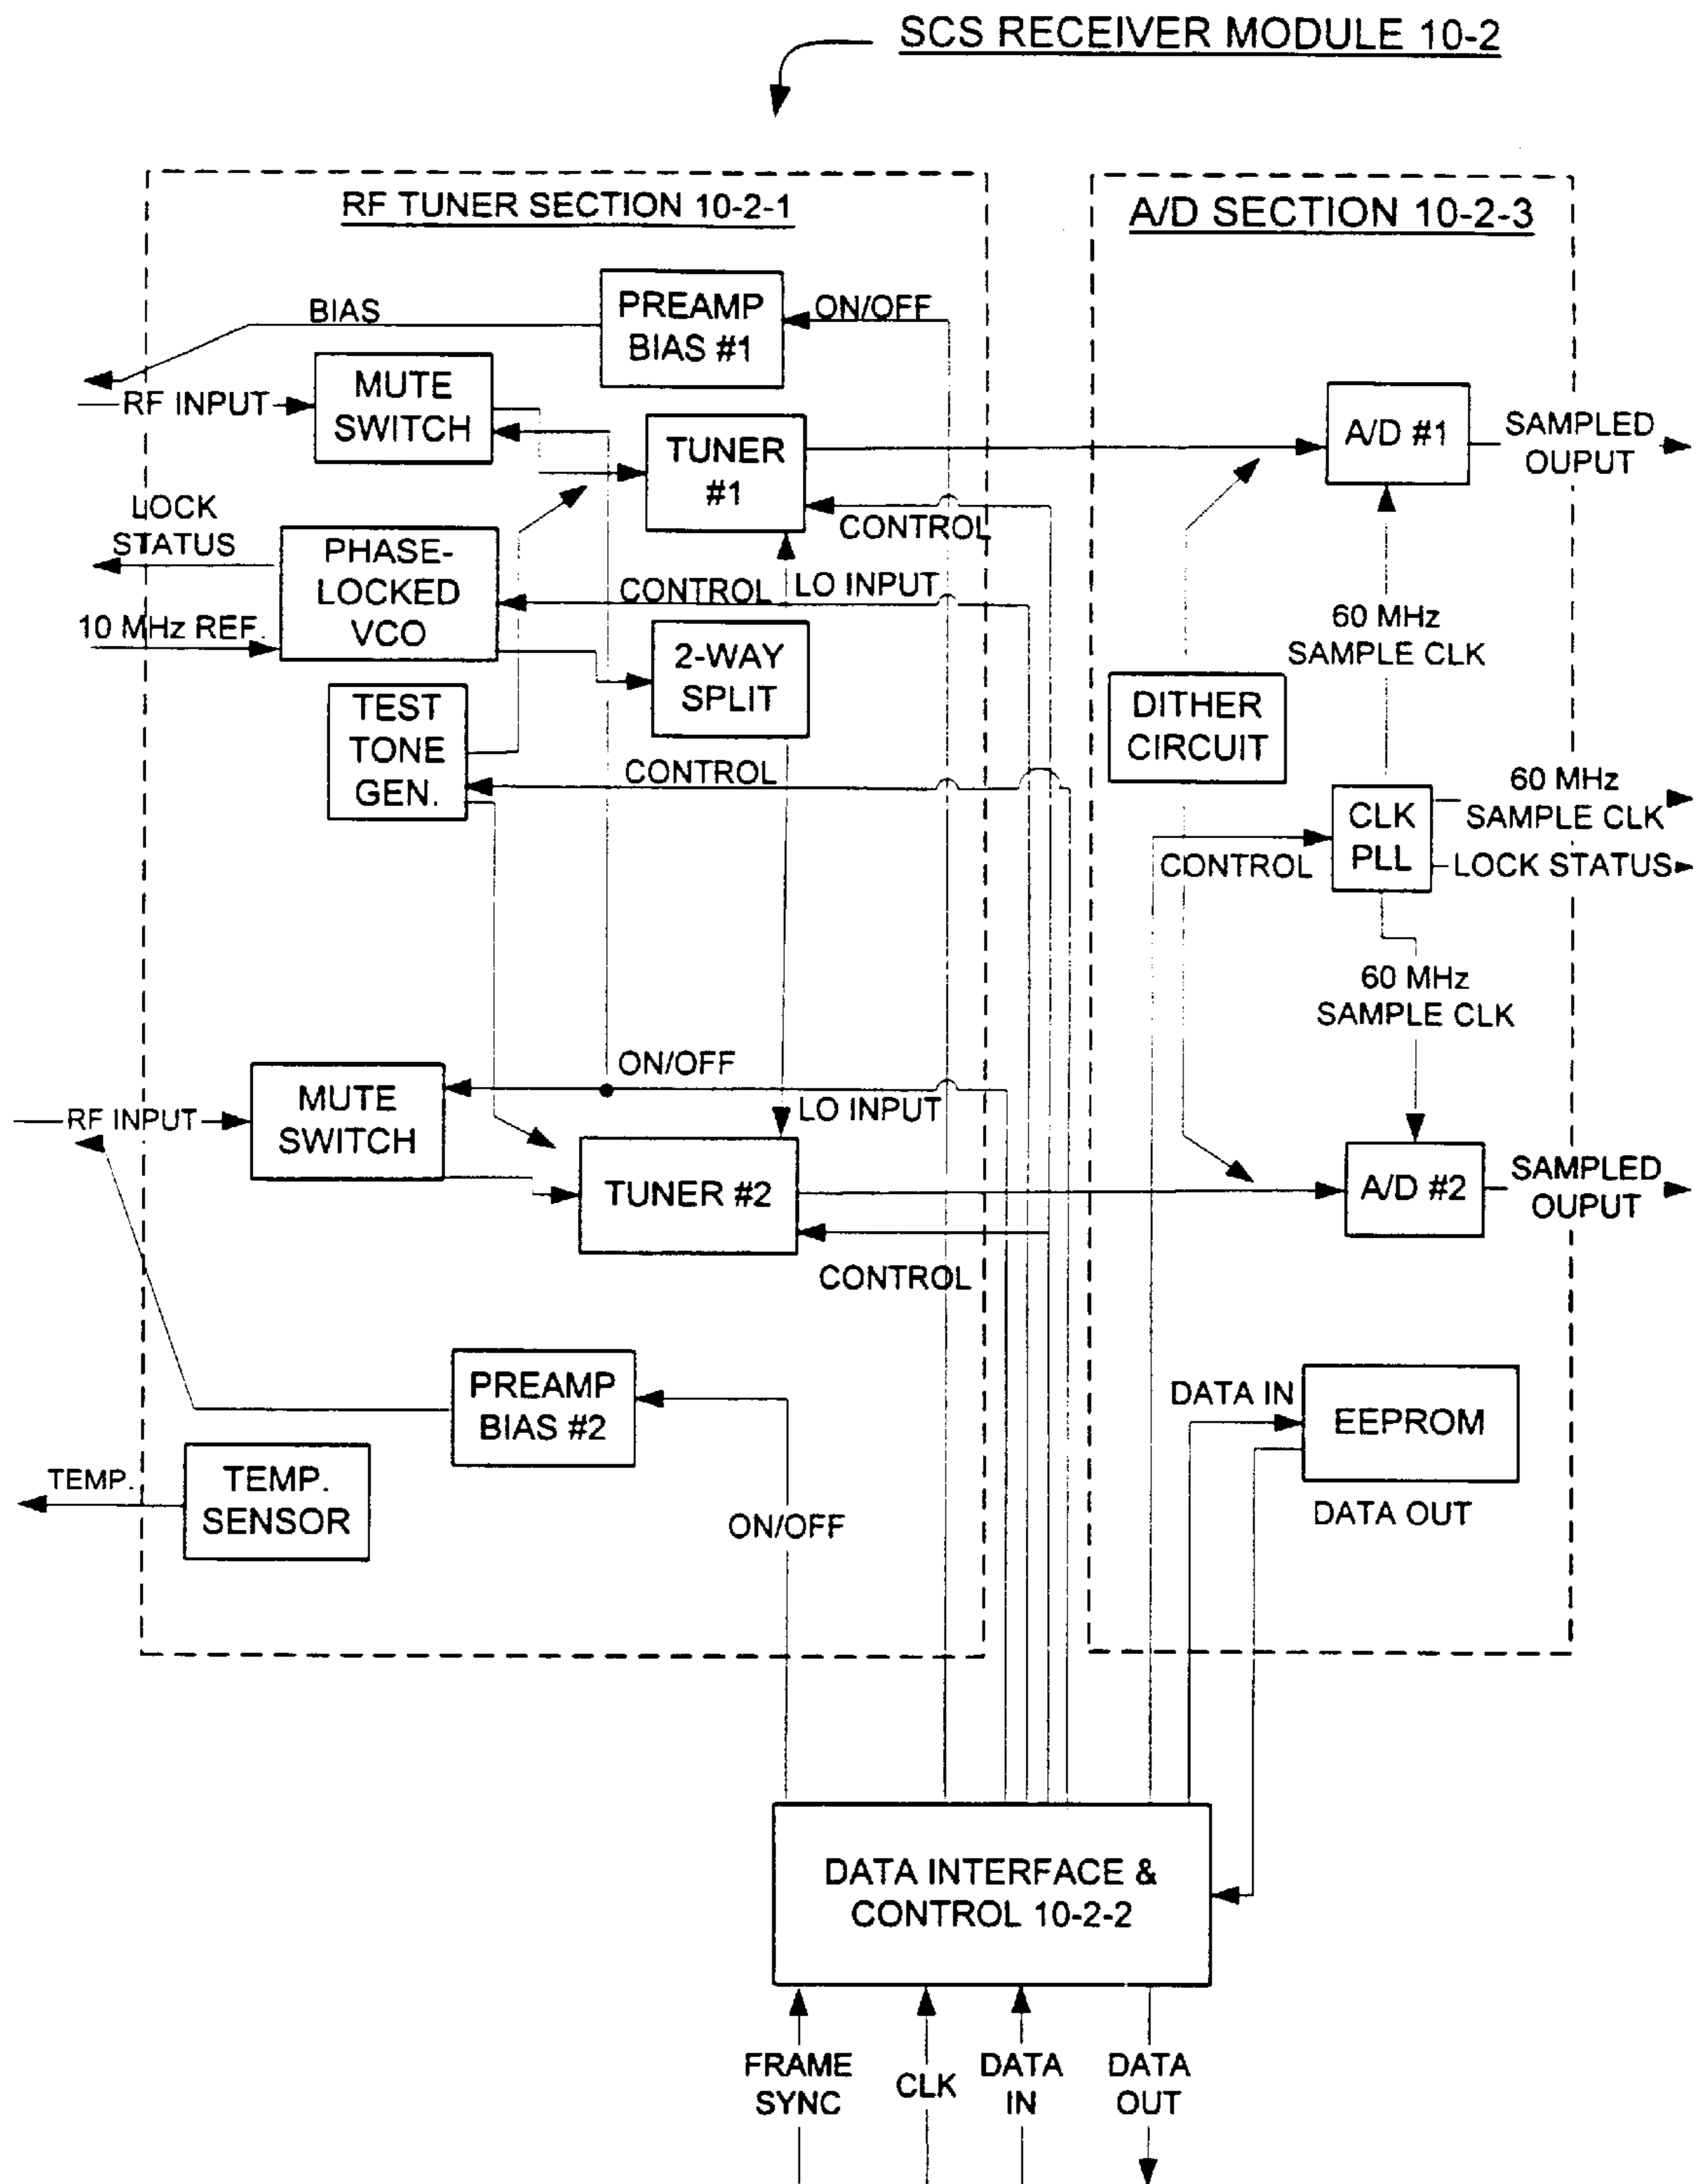 SCS RECEIVER MODULE 10-2
RF TUNER SECTION 10-2-1
A/D SECTION 10-2-3
BIAS
PREAMP
BIAS #1
ON/OFF
RF INPUT
MUTE
SWITCH
TUNER
#1
A/D #1
SAMPLED
OUPUT
LOCK
STATUS
CONTROL
PHASE-
LOCKED
VCO
CONTROL
LO INPUT
10 MHz REF.
60 MHz
SAMPLE CLK
2-WAY
SPLIT
TEST
TONE
GEN.
CONTROL
DITHER
CIRCUIT
CLK
PLL
60 MHz
SAMPLE CLK
CONTROL
LOCK STATUS
60 MHz
SAMPLE CLK
ON/OFF
RF INPUT
MUTE
SWITCH
LO INPUT
TUNER #2
A/D #2
SAMPLED
OUPUT
CONTROL
PREAMP
BIAS #2
DATA IN
EEPROM
TEMP.
TEMP.
SENSOR
ON/OFF
DATA OUT
DATA INTERFACE &
CONTROL 10-2-2
FRAME
SYNC
CLK
DATA
IN
DATA
OUT